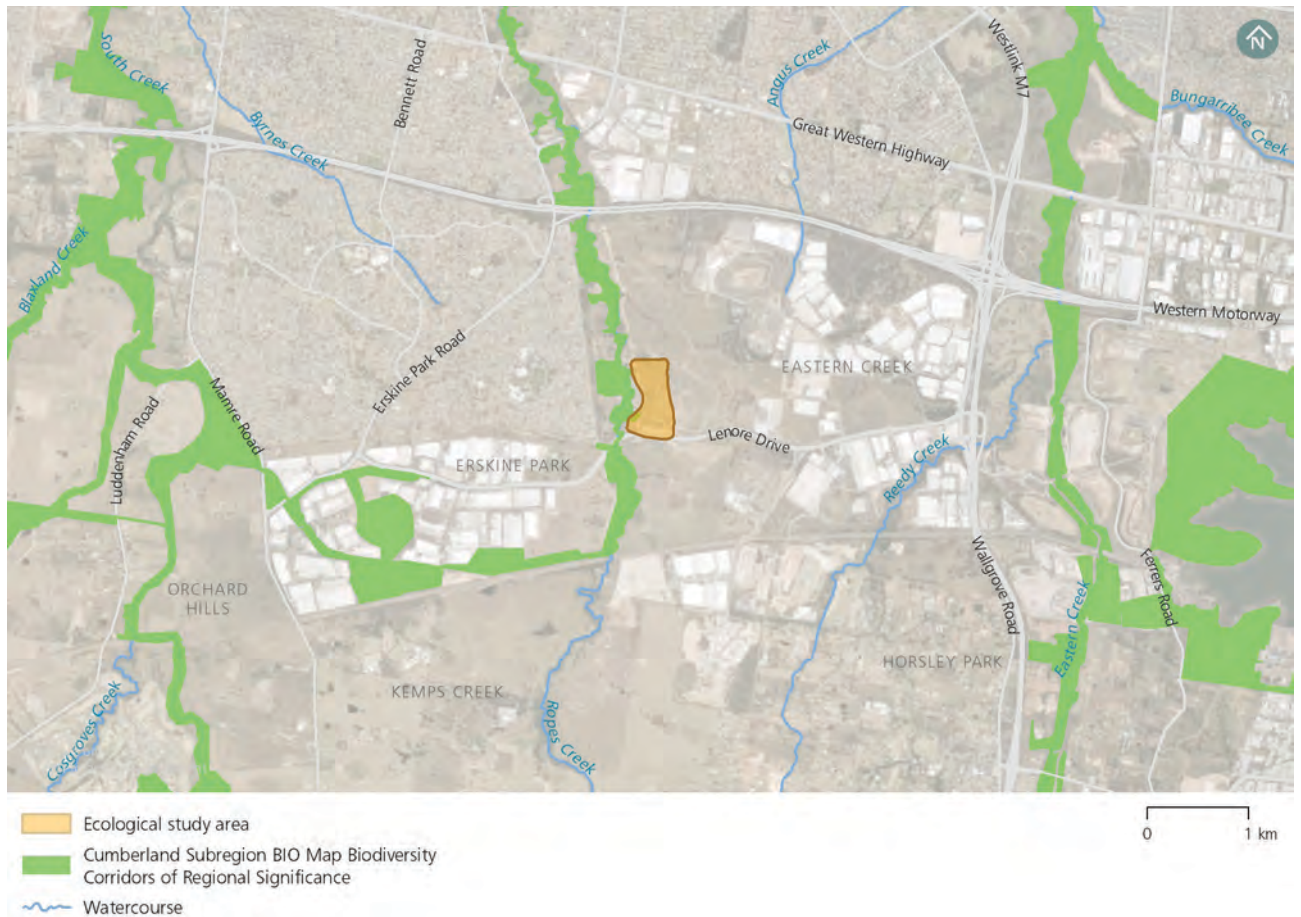 N
South Creek
Byrnes Creek
Bennett Road
Angus Creek
Westlink M7
Bungarribee Creek
Great Western Highway
Blaxland Creek
Western Motorway
Erskine Park Road
EASTERN CREEK
Mamre Road
Luddenham Road
Lenore Drive
ERSKINE PARK
Reedy Creek
ORCHARD
HILLS
Wallgrove Road
Ferrers Road
Eastern Creek
HORSLEY PARK
KEMPS CREEK
Cosgroves Creek
Ropes Creek
Ecological study area
Cumberland Subregion BIO Map Biodiversity
Corridors of Regional Significance
Watercourse
0 1 km